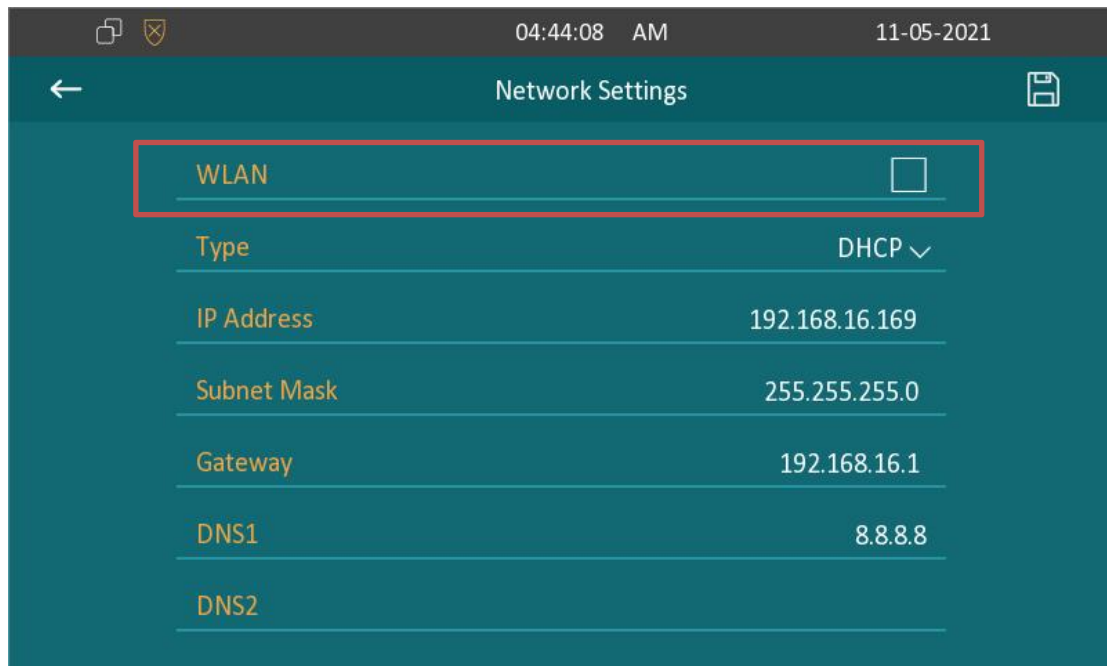 04:44:08 AM 11-05-2021
Network Settings
WLAN
Type DHCP
IP Address 192.168.16.169
Subnet Mask 255.255.255.0
Gateway 192.168.16.1
DNS1 8.8.8.8
DNS2